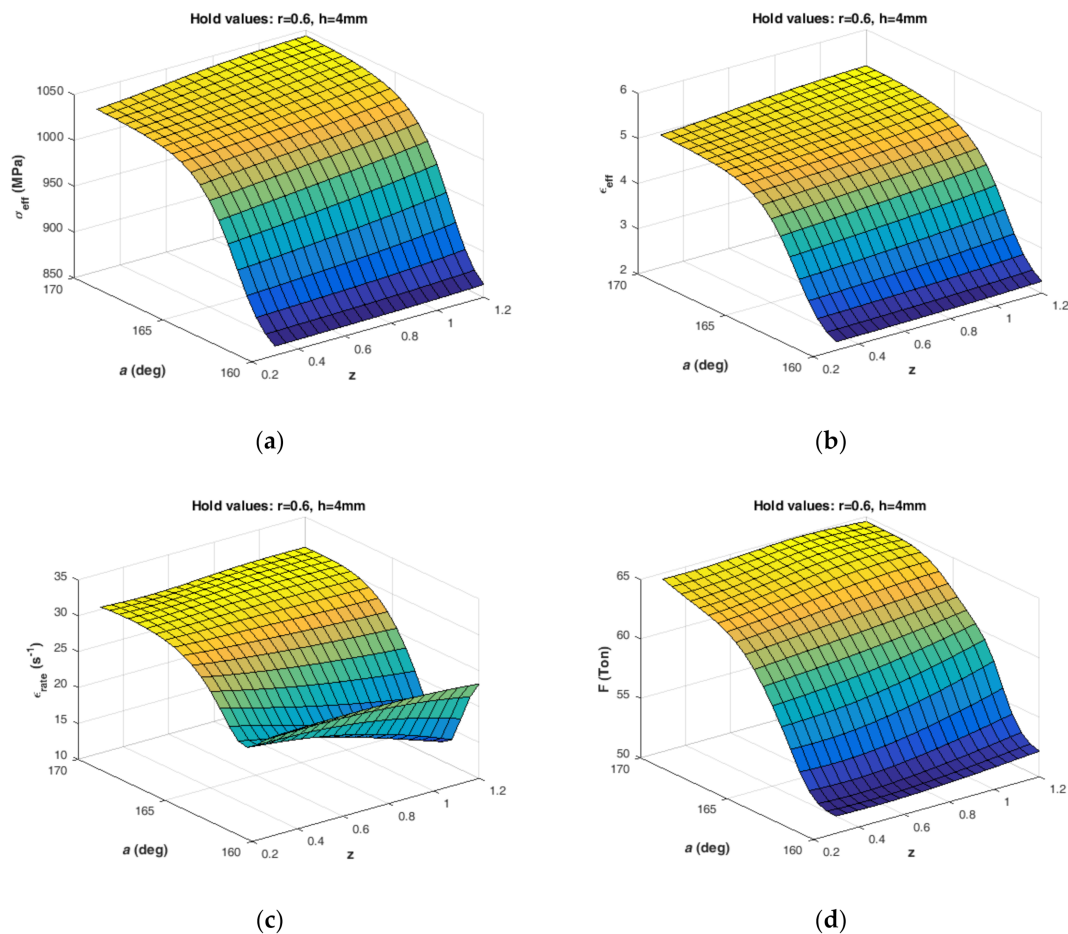 Hold values: r=0.6, h=4mm
1050
1000
950
900
850
σeff (MPa)
170
165
160
a (deg)
0.2
0.4
0.6
0.8
1
1.2
z
(a)
Hold values: r=0.6, h=4mm
6
5
4
3
2
ϵeff
170
165
160
a (deg)
0.2
0.4
0.6
0.8
1
1.2
z
(b)
Hold values: r=0.6, h=4mm
35
30
25
20
15
10
ϵrate (s-1)
170
165
160
a (deg)
0.2
0.4
0.6
0.8
1
1.2
z
(c)
Hold values: r=0.6, h=4mm
65
60
55
50
F (Ton)
170
165
160
a (deg)
0.2
0.4
0.6
0.8
1
1.2
z
(d)